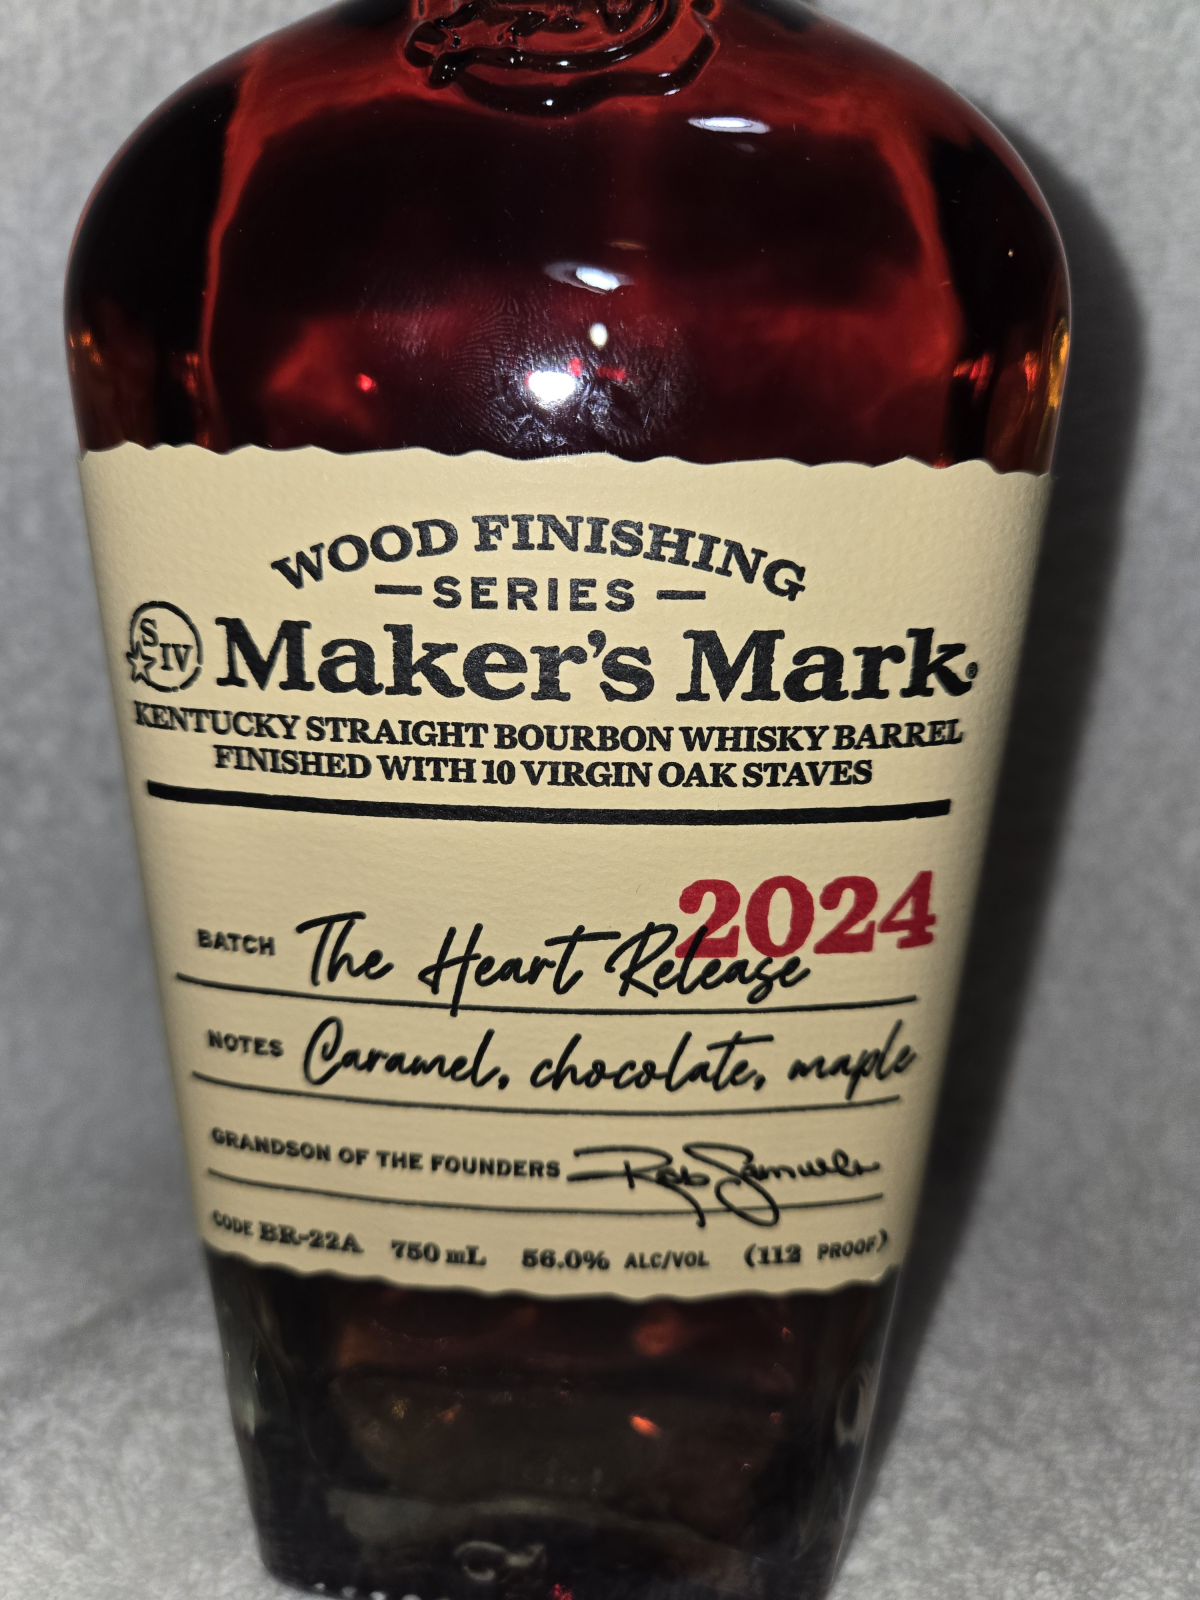 WOOD FINISHING
— SERIES —
S IV
Maker's Mark®
KENTUCKY STRAIGHT BOURBON WHISKY BARREL
FINISHED WITH 10 VIRGIN OAK STAVES
2024
BATCH The Heart Release
NOTES Caramel, chocolate, maple
GRANDSON OF THE FOUNDERS Rob Samuels
CODE BR-22A 750 mL 56.0% ALC/VOL (112 PROOF)